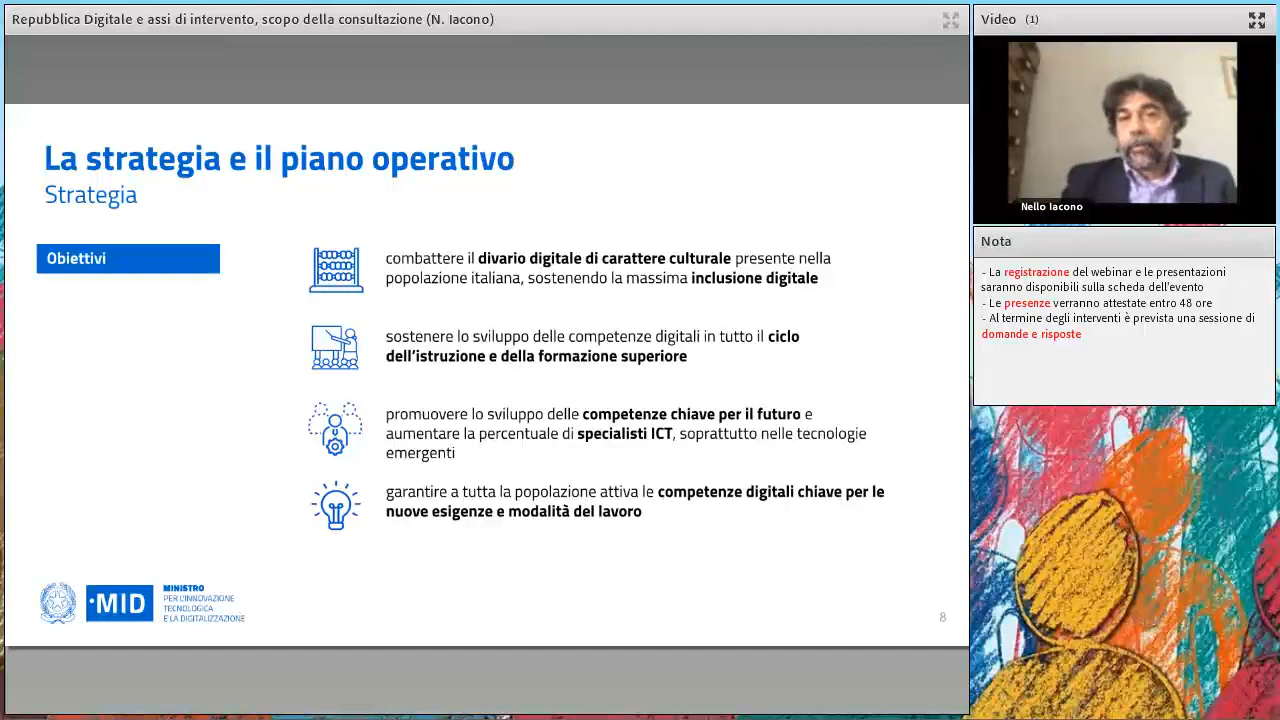 Repubblica Digitale e assi di intervento, scopo della consultazione (N. Iacono)
La strategia e il piano operativo
Strategia
Obiettivi
combattere il divario digitale di carattere culturale presente nella
popolazione italiana, sostenendo la massima inclusione digitale
sostenere lo sviluppo delle competenze digitali in tutto il ciclo
dell'istruzione e della formazione superiore
promuovere lo sviluppo delle competenze chiave per il futuro e
aumentare la percentuale di specialisti ICT, soprattutto nelle tecnologie
emergenti
garantire a tutta la popolazione attiva le competenze digitali chiave per le
nuove esigenze e modalità del lavoro
·MID
MINISTRO
PER L'INNOVAZIONE
TECNOLOGICA
E LA DIGITALIZZAZIONE
8
Video (1)
Nello Iacono
Nota
- La registrazione del webinar e le presentazioni
saranno disponibili sulla scheda dell'evento
- Le presenze verranno attestate entro 48 ore
- Al termine degli interventi è prevista una sessione di
domande e risposte